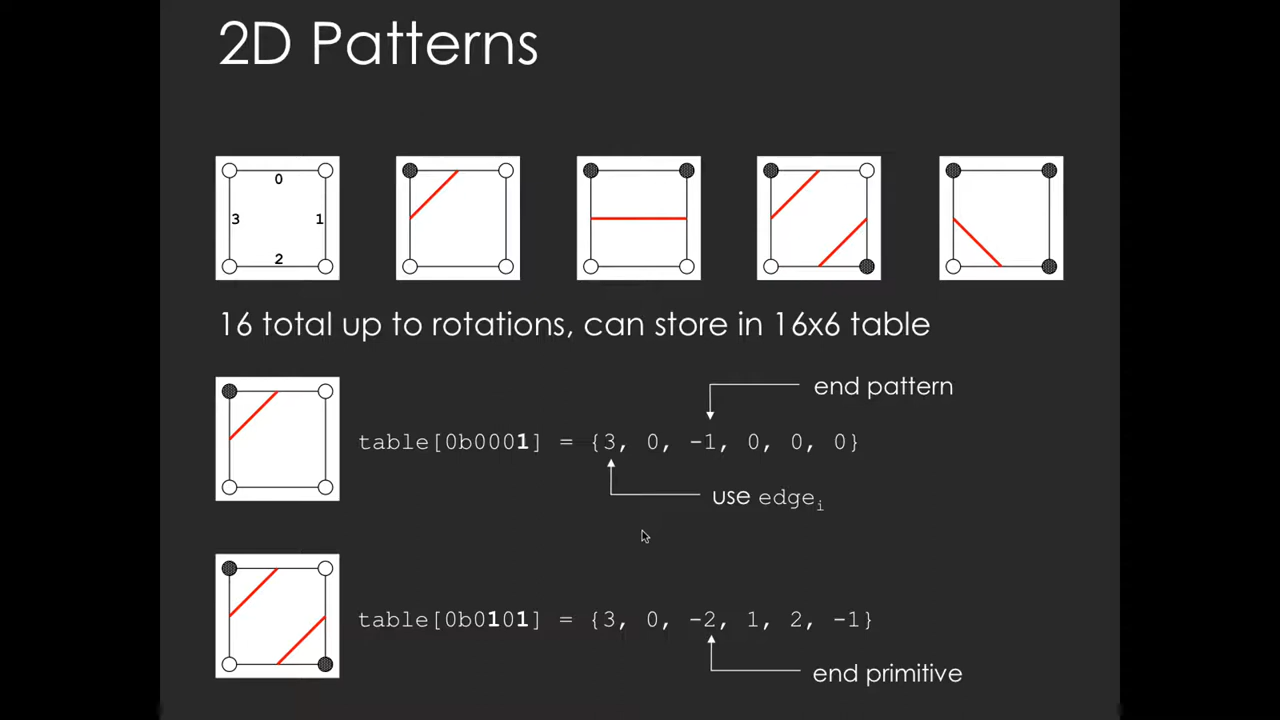 2D Patterns
0
3 1
2
16 total up to rotations, can store in 16x6 table
end pattern
table[0b0001] = {3, 0, -1, 0, 0, 0}
use edgeᵢ
table[0b0101] = {3, 0, -2, 1, 2, -1}
end primitive